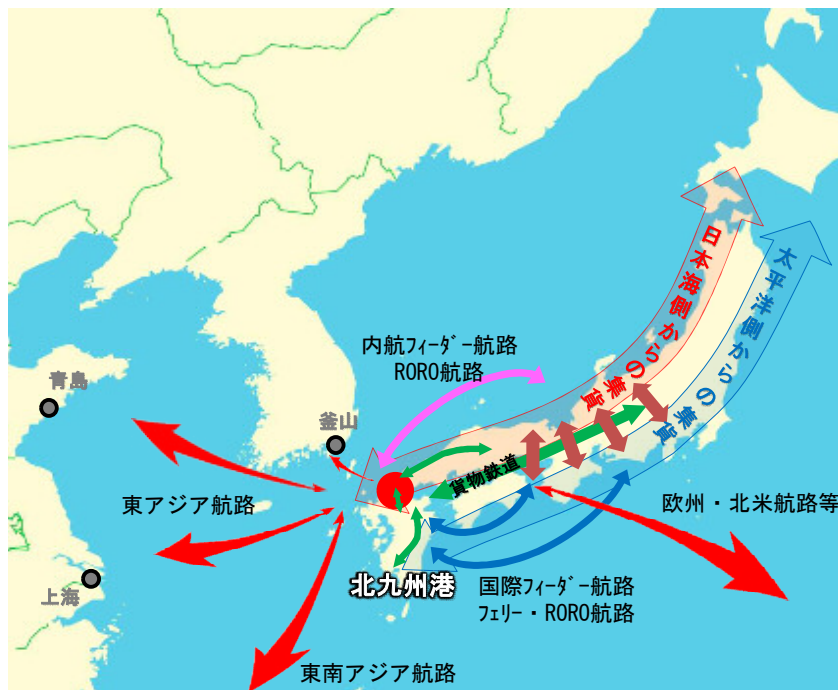 日本海側からの集貨
太平洋側からの集貨
内航フィーダー航路
RORO航路
青島
釜山
貨物鉄道
東アジア航路
欧州・北米航路等
上海
北九州港
国際フィーダー航路
フェリー・RORO航路
東南アジア航路